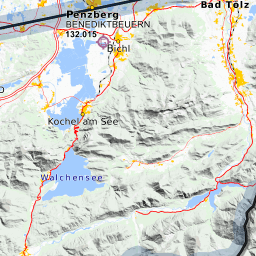 Penzberg
Bad Tölz
BENEDIKTBEUERN
132.015
Bichl
Kochel am See
Walchensee